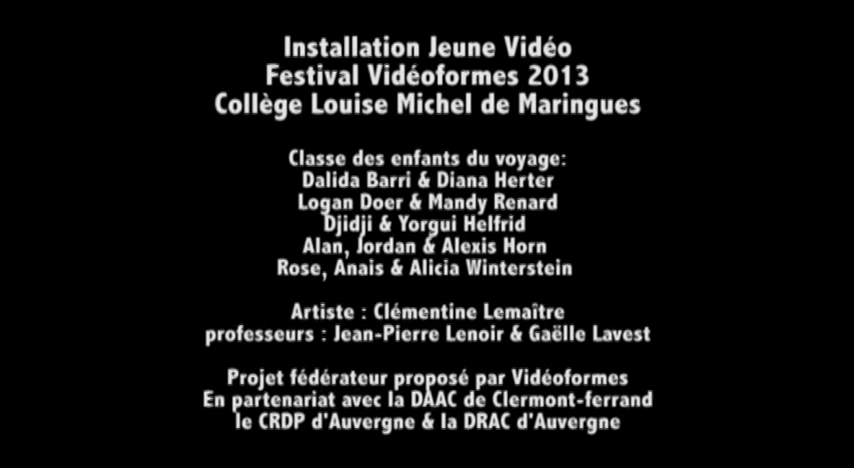 Installation Jeune Vidéo
Festival Vidéoformes 2013
Collège Louise Michel de Maringues
Classe des enfants du voyage:
Dalida Barri & Diana Herter
Logan Doer & Mandy Renard
Djidji & Yorgui Helfrid
Alan, Jordan & Alexis Horn
Rose, Anais & Alicia Winterstein
Artiste : Clémentine Lemaître
professeurs : Jean-Pierre Lenoir & Gaëlle Lavest
Projet fédérateur proposé par Vidéoformes
En partenariat avec la DAAC de Clermont-ferrand
le CRDP d'Auvergne & la DRAC d'Auvergne